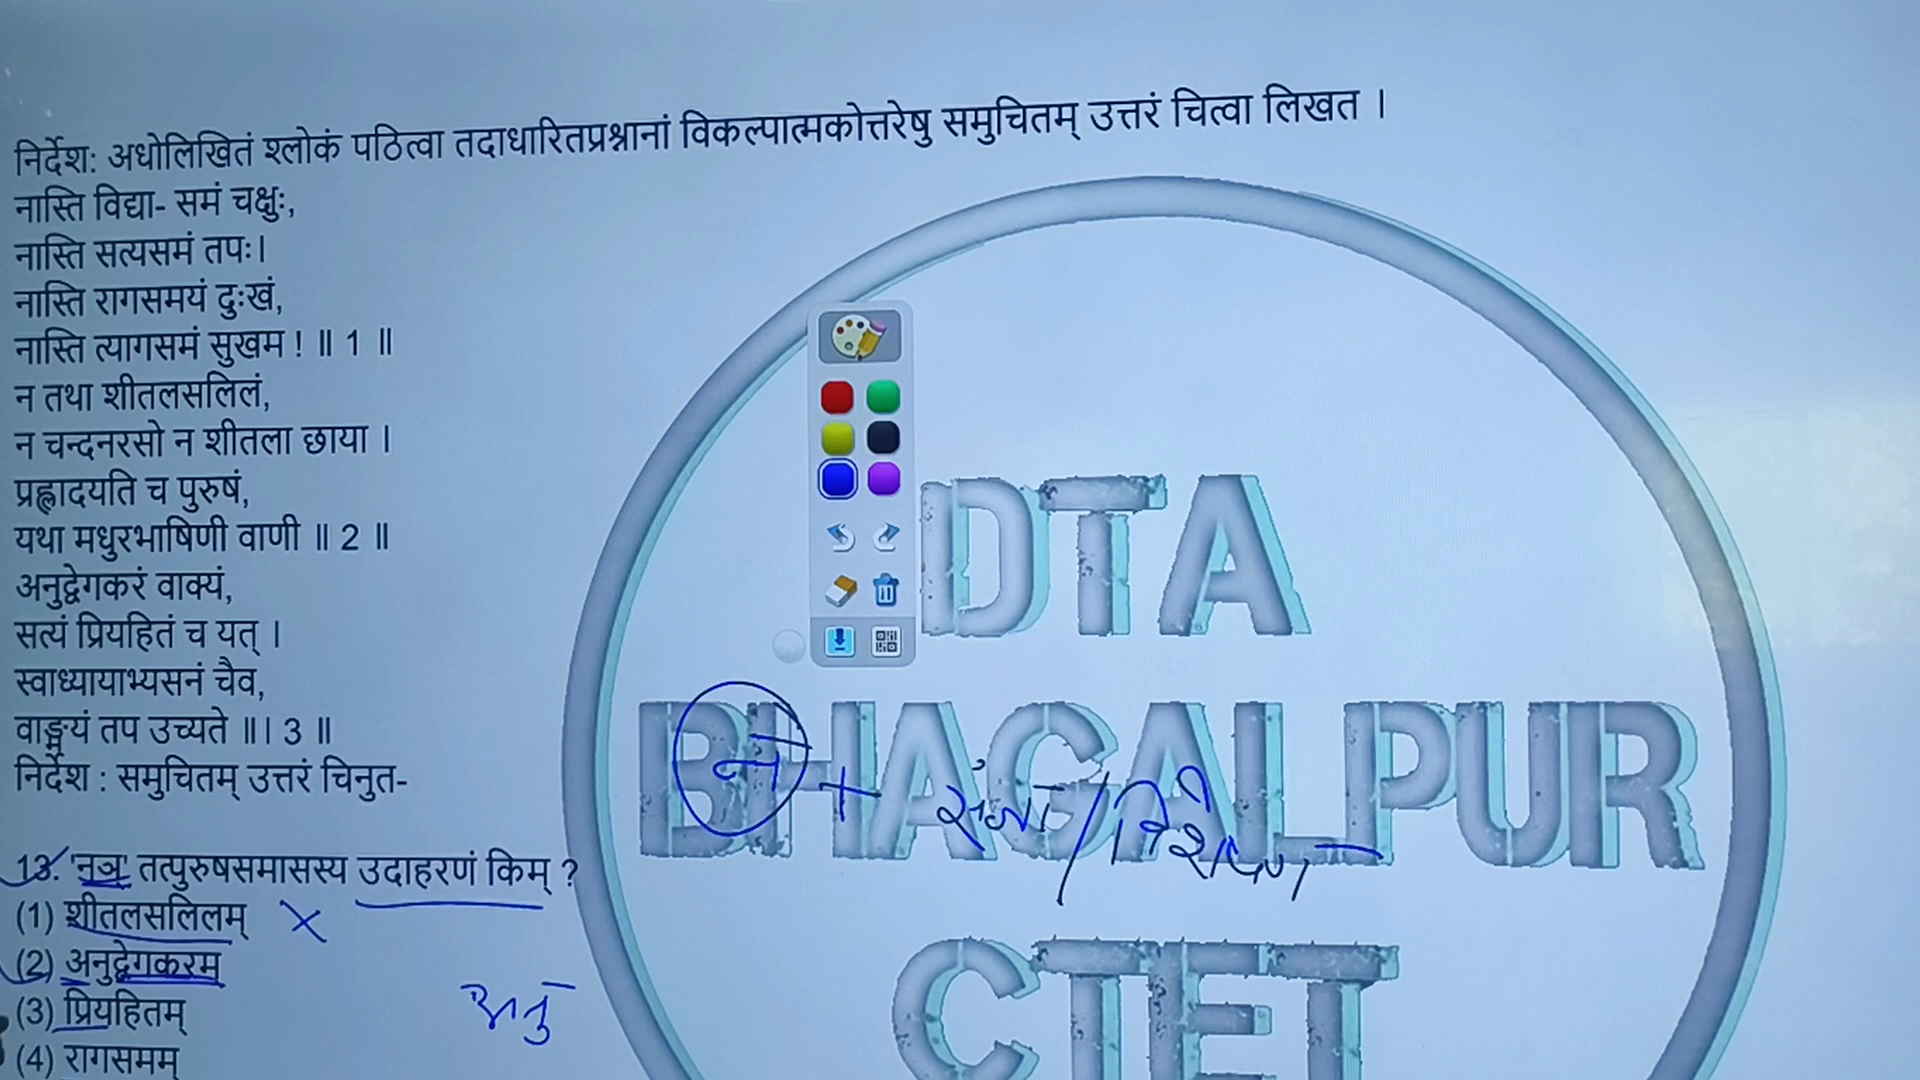 निर्देश: अधोलिखितं श्लोकं पठित्वा तदाधारितप्रश्नानां विकल्पात्मकोत्तरेषु समुचितम् उत्तरं चित्वा लिखत ।
नास्ति विद्या- समं चक्षुः,
नास्ति सत्यसमं तपः।
नास्ति रागसमयं दुःखं,
नास्ति त्यागसमं सुखम ! ॥ 1 ॥
न तथा शीतलसलिलं,
न चन्दनरसो न शीतला छाया ।
प्रह्लादयति च पुरुषं,
यथा मधुरभाषिणी वाणी ॥ 2 ॥
अनुद्वेगकरं वाक्यं,
सत्यं प्रियहितं च यत् ।
स्वाध्यायाभ्यसनं चैव,
वाङ्मयं तप उच्यते ॥। 3 ॥
निर्देश : समुचितम् उत्तरं चिनुत-
13. 'नञ' तत्पुरुषसमासस्य उदाहरणं किम् ?
(1) शीतलसलिलम्
(2) अनुद्वेगकरम्
(3) प्रियहितम्
(4) रागसमम्
न + संज्ञा / विशेषण
अनु
DTA
BHAGALPUR
CTET